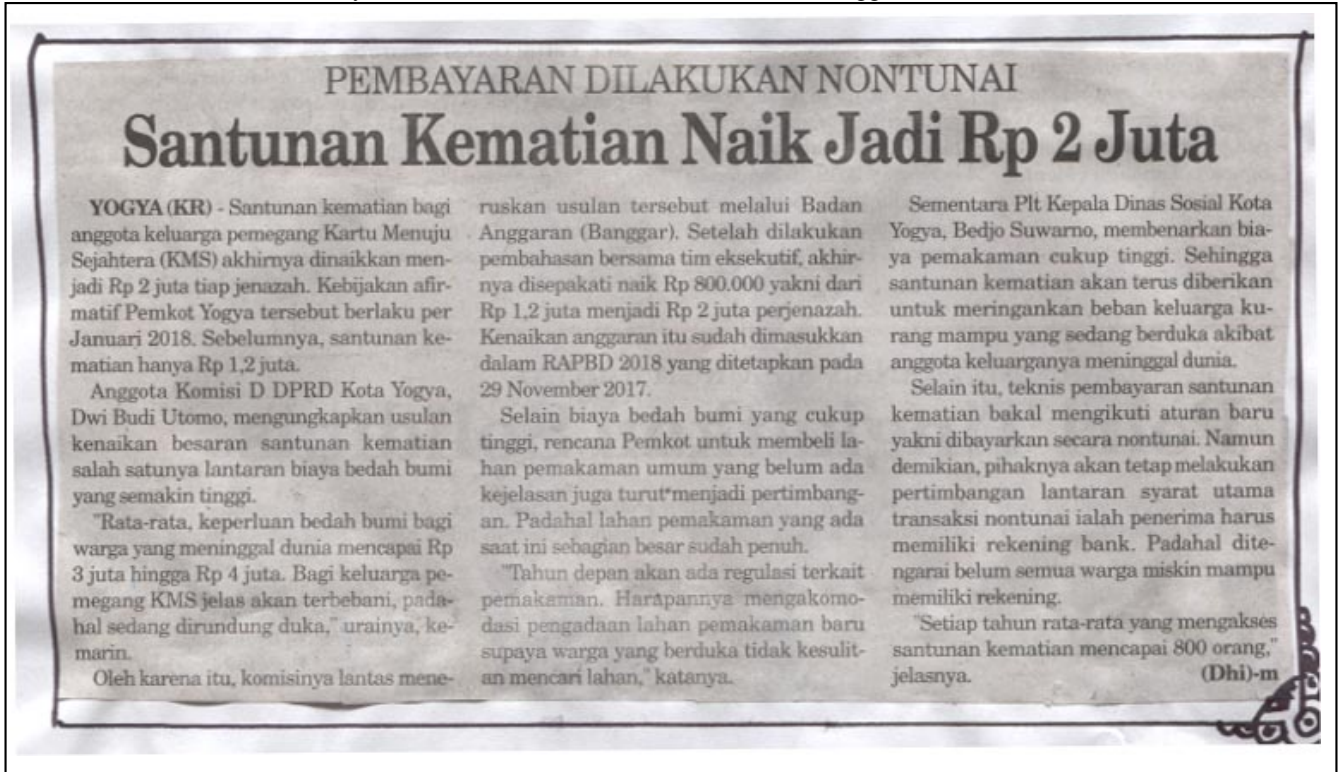 PEMBAYARAN DILAKUKAN NONTUNAI
Santunan Kematian Naik Jadi Rp 2 Juta
YOGYA (KR) - Santunan kematian bagi
anggota keluarga pemegang Kartu Menuju
Sejahtera (KMS) akhirnya dinaikkan men-
jadi Rp 2 juta tiap jenazah. Kebijakan afir-
matif Pemkot Yogya tersebut berlaku per
Januari 2018. Sebelumnya, santunan ke-
matian hanya Rp 1,2 juta.
Anggota Komisi D DPRD Kota Yogya,
Dwi Budi Utomo, mengungkapkan usulan
kenaikan besaran santunan kematian
salah satunya lantaran biaya bedah bumi
yang semakin tinggi.
"Rata-rata, keperluan bedah bumi bagi
warga yang meninggal dunia mencapai Rp
3 juta hingga Rp 4 juta. Bagi keluarga pe-
megang KMS jelas akan terbebani, pada-
hal sedang dirundung duka," urainya, ke-
marin.
Oleh karena itu, komisinya lantas mene-
ruskan usulan tersebut melalui Badan
Anggaran (Banggar). Setelah dilakukan
pembahasan bersama tim eksekutif, akhir-
nya disepakati naik Rp 800.000 yakni dari
Rp 1,2 juta menjadi Rp 2 juta perjenazah.
Kenaikan anggaran itu sudah dimasukkan
dalam RAPBD 2018 yang ditetapkan pada
29 November 2017.
Selain biaya bedah bumi yang cukup
tinggi, rencana Pemkot untuk membeli la-
han pemakaman umum yang belum ada
kejelasan juga turut menjadi pertimbang-
an. Padahal lahan pemakaman yang ada
saat ini sebagian besar sudah penuh.
"Tahun depan akan ada regulasi terkait
pemakaman. Harapannya mengakomo-
dasi pengadaan lahan pemakaman baru
supaya warga yang berduka tidak kesulit-
an mencari lahan," katanya.
Sementara Plt Kepala Dinas Sosial Kota
Yogya, Bedjo Suwarno, membenarkan bia-
ya pemakaman cukup tinggi. Sehingga
santunan kematian akan terus diberikan
untuk meringankan beban keluarga ku-
rang mampu yang sedang berduka akibat
anggota keluarganya meninggal dunia.
Selain itu, teknis pembayaran santunan
kematian bakal mengikuti aturan baru
yakni dibayarkan secara nontunai. Namun
demikian, pihaknya akan tetap melakukan
pertimbangan lantaran syarat utama
transaksi nontunai ialah penerima harus
memiliki rekening bank. Padahal dite-
ngarai belum semua warga miskin mampu
memiliki rekening.
"Setiap tahun rata-rata yang mengakses
santunan kematian mencapai 800 orang,"
jelasnya. (Dhi)-m